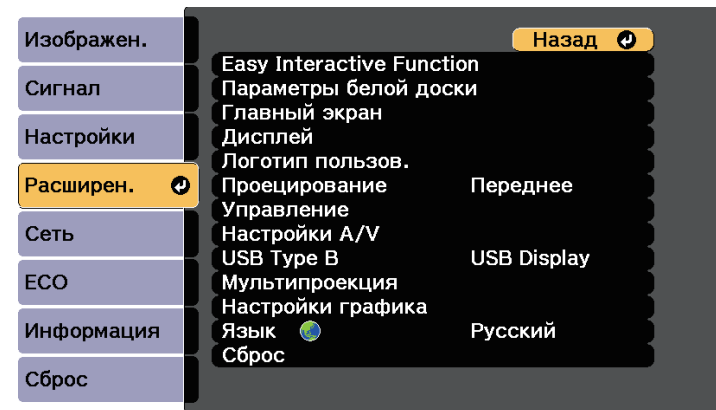 Изображен.
Сигнал
Настройки
Расширен.
Сеть
ECO
Информация
Сброс
Назад
Easy Interactive Function
Параметры белой доски
Главный экран
Дисплей
Логотип пользов.
Проецирование Переднее
Управление
Настройки A/V
USB Type B USB Display
Мультипроекция
Настройки графика
Язык Русский
Сброс